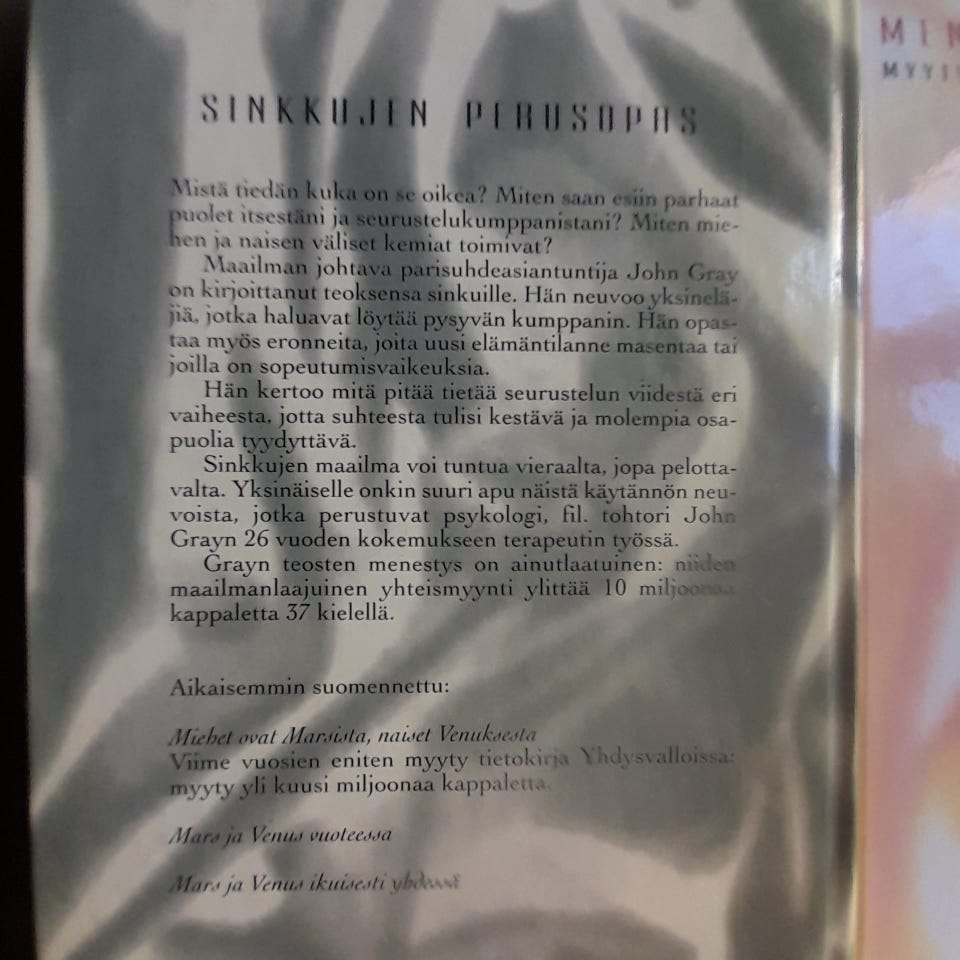 SINKKUJEN PERUSOPAS
Mistä tiedän kuka on se oikea? Miten saan esiin parhaat
puolet itsestäni ja seurustelukumppanistani? Miten mie-
hen ja naisen väliset kemiat toimivat?
Maailman johtava parisuhdeasiantuntija John Gray
on kirjoittanut teoksensa sinkuille. Hän neuvoo yksinelä-
jiä, jotka haluavat löytää pysyvän kumppanin. Hän opas-
taa myös eronneita, joita uusi elämäntilanne masentaa tai
joilla on sopeutumisvaikeuksia.
Hän kertoo mitä pitää tietää seurustelun viidestä eri
vaiheesta, jotta suhteesta tulisi kestävä ja molempia osa-
puolia tyydyttävä.
Sinkkujen maailma voi tuntua vieraalta, jopa pelotta-
valta. Yksinäiselle onkin suuri apu näistä käytännön neu-
voista, jotka perustuvat psykologi, fil. tohtori John
Grayn 26 vuoden kokemukseen terapeutin työssä.
Grayn teosten menestys on ainutlaatuinen: niiden
maailmanlaajuinen yhteismyynti ylittää 10 miljoonaa
kappaletta 37 kielellä.
Aikaisemmin suomennettu:
Miehet ovat Marsista, naiset Venuksesta
Viime vuosien eniten myyty tietokirja Yhdysvalloissa:
myyty yli kuusi miljoonaa kappaletta.
Mars ja Venus vuoteessa
Mars ja Venus ikuisesti yhdessä